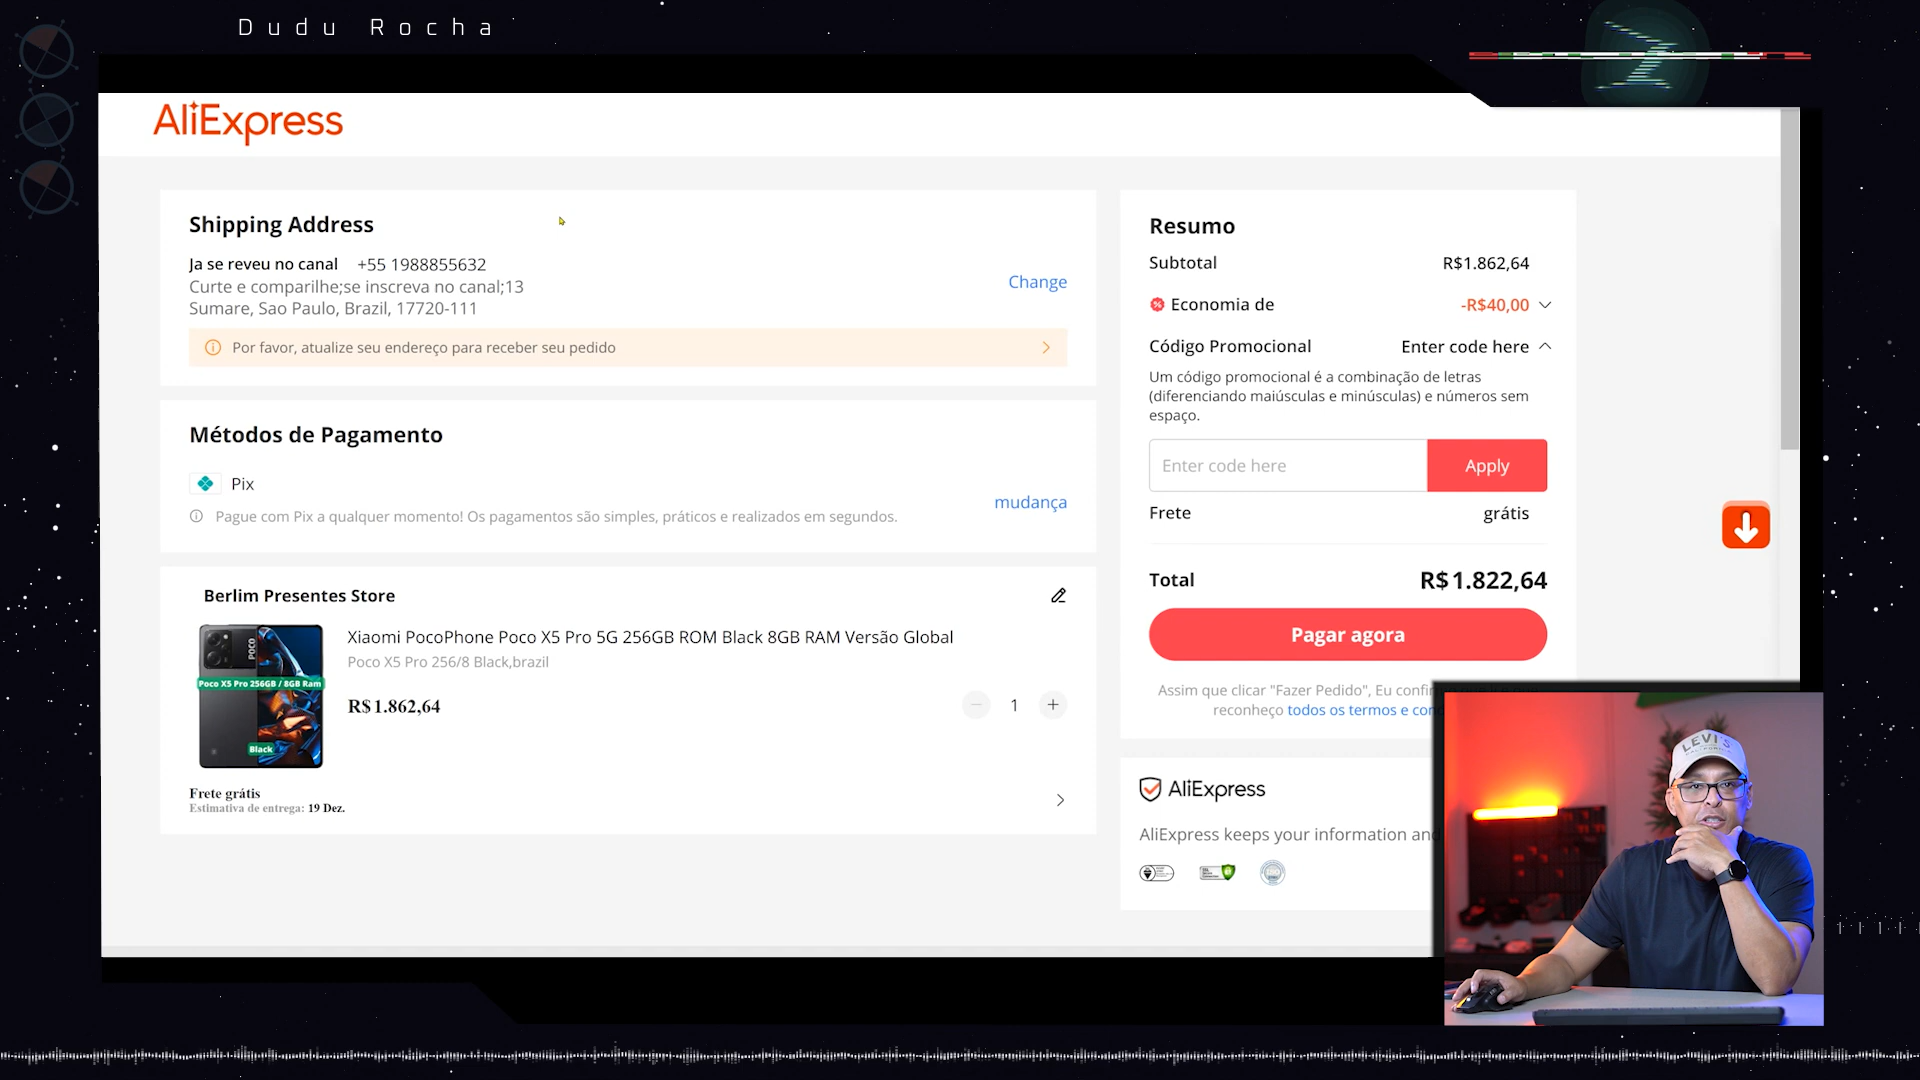 Dudu Rocha
AliExpress
Shipping Address
Ja se reveu no canal +55 1988855632
Curte e comparilhe;se inscreva no canal;13
Sumare, Sao Paulo, Brazil, 17720-111
Change
Por favor, atualize seu endereço para receber seu pedido
Métodos de Pagamento
Pix
Pague com Pix a qualquer momento! Os pagamentos são simples, práticos e realizados em segundos.
mudança
Berlim Presentes Store
POCO
Poco X5 Pro 256GB / 8GB Ram
Black
Xiaomi PocoPhone Poco X5 Pro 5G 256GB ROM Black 8GB RAM Versão Global
Poco X5 Pro 256/8 Black,brazil
R$1.862,64
1
Frete grátis
Estimativa de entrega: 19 Dez.
Resumo
Subtotal R$1.862,64
Economia de -R$40,00
Código Promocional Enter code here
Um código promocional é a combinação de letras
(diferenciando maiúsculas e minúsculas) e números sem
espaço.
Enter code here Apply
Frete grátis
Total R$1.822,64
Pagar agora
Assim que clicar "Fazer Pedido", Eu
reconheço todos os termos e
AliExpress
AliExpress keeps your information and
LEVI'S